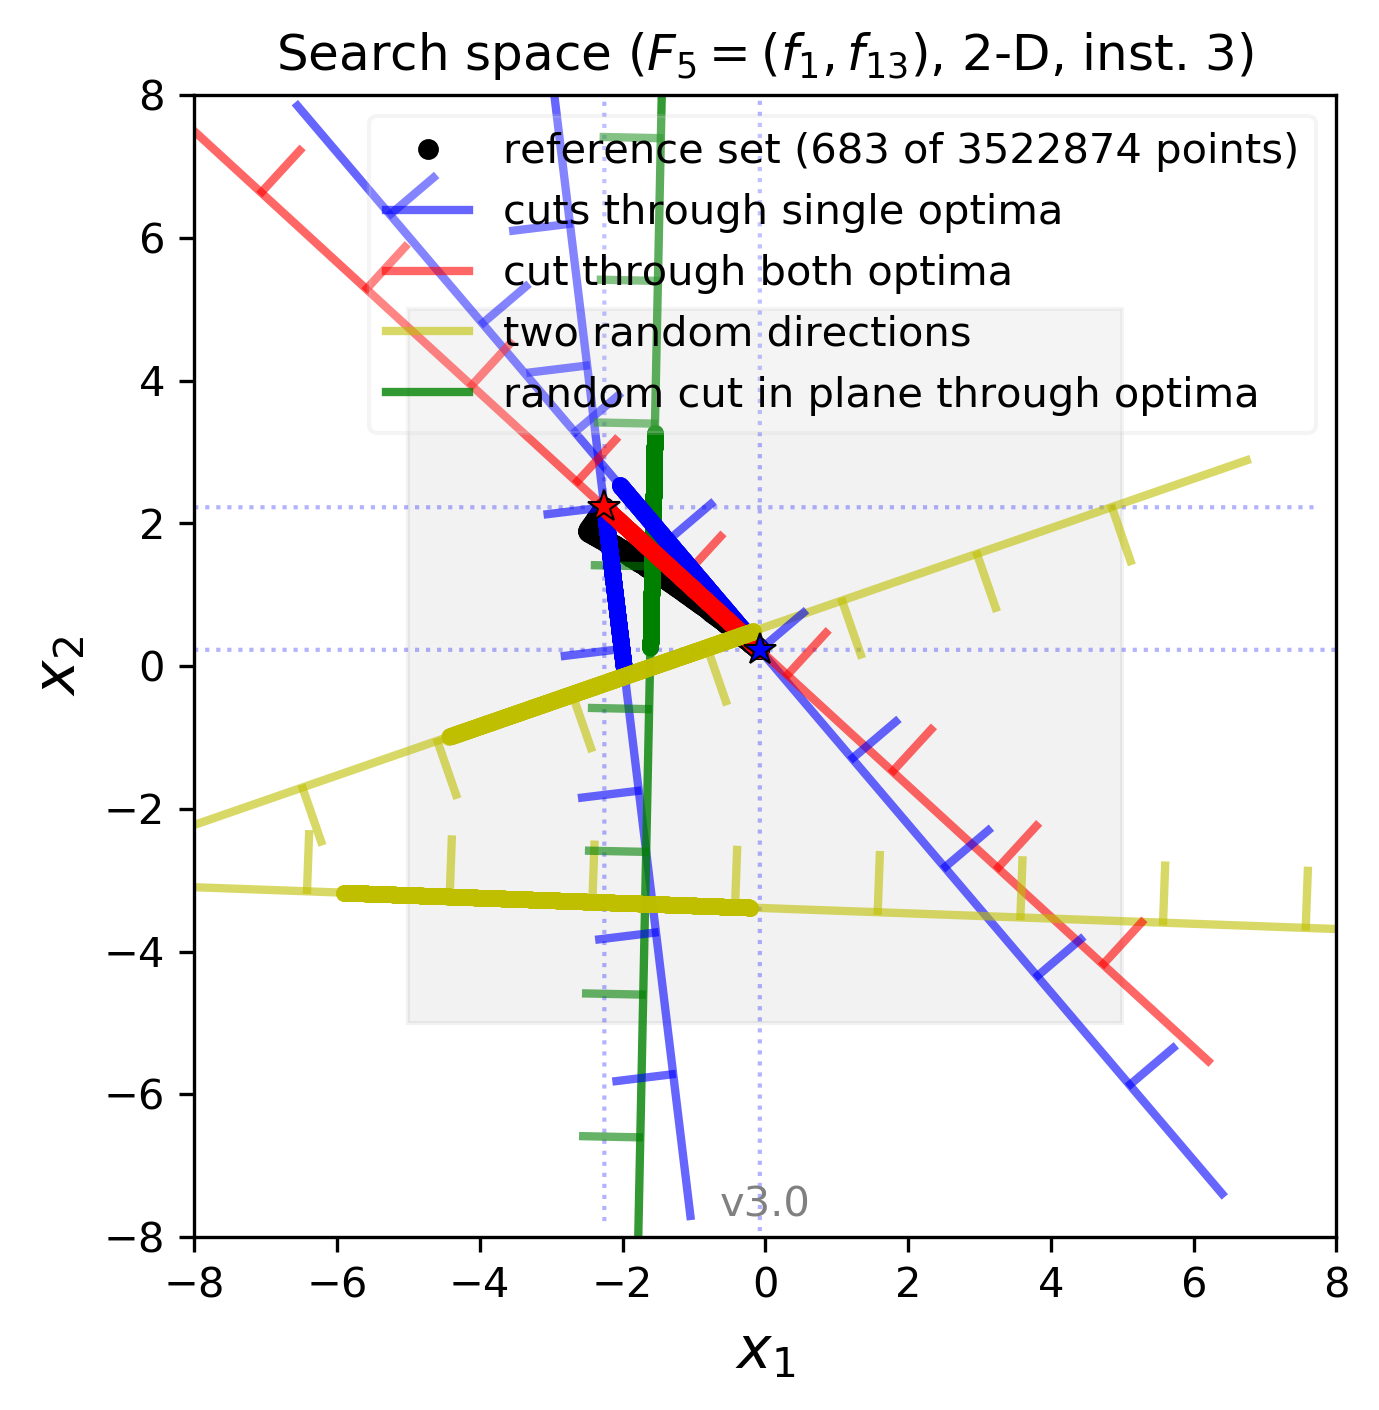 Search space (F₅ = (f₁, f₁₃), 2-D, inst. 3)
reference set (683 of 3522874 points)
cuts through single optima
cut through both optima
two random directions
random cut in plane through optima
8
6
4
2
0
−2
−4
−6
−8
x₂
v3.0
−8 −6 −4 −2 0 2 4 6 8
x₁